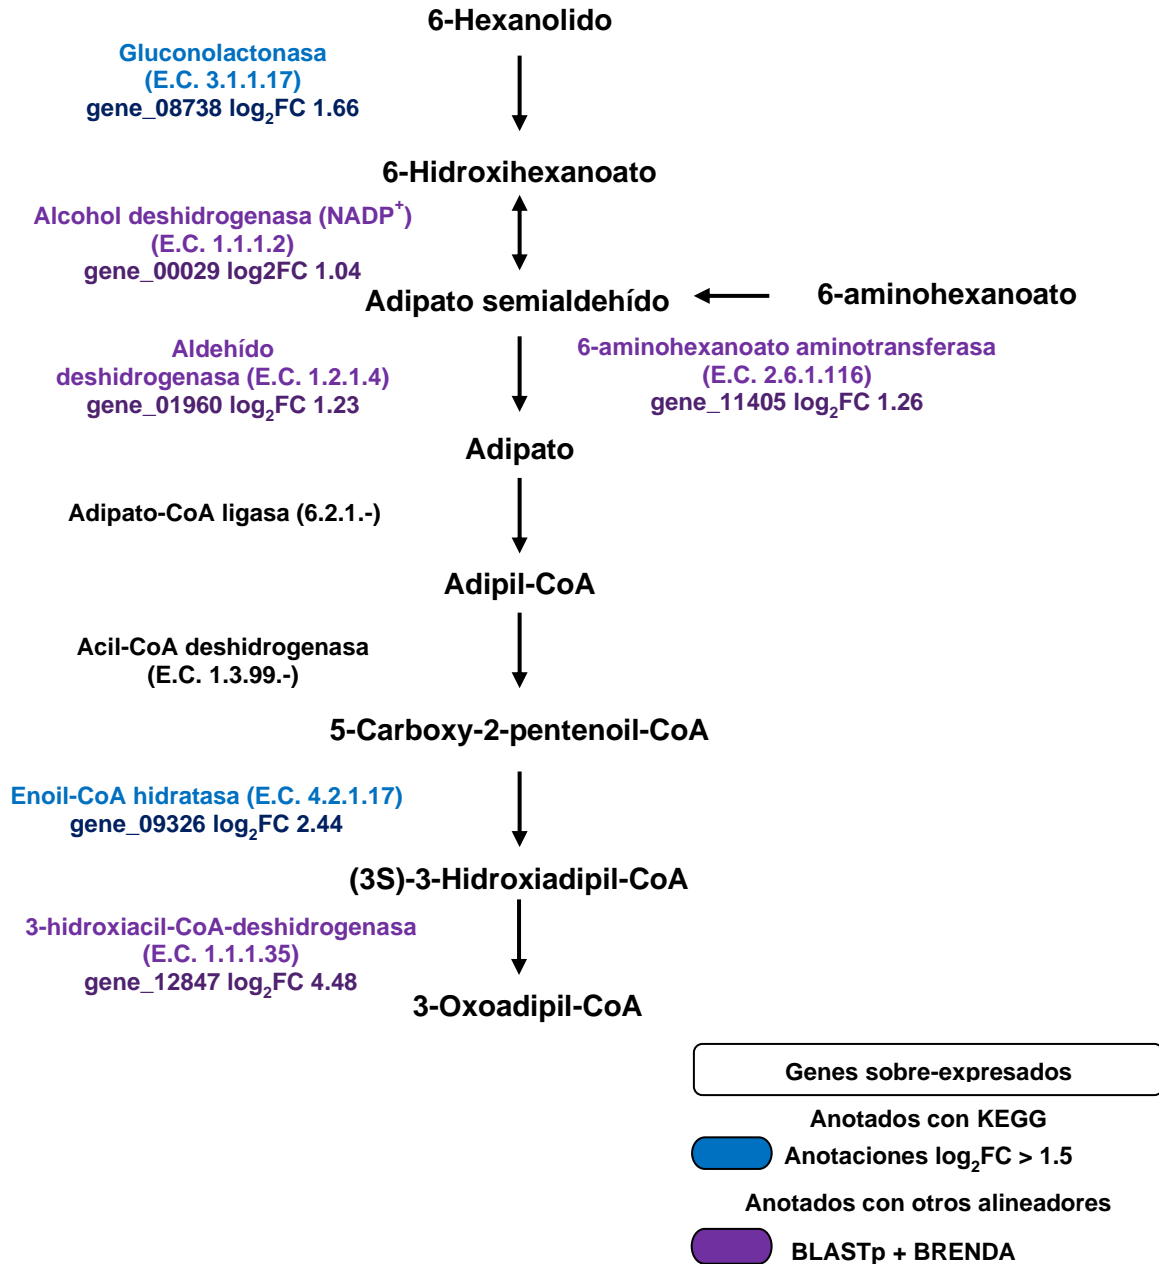 6-Hexanolido
Gluconolactonasa
(E.C. 3.1.1.17)
gene_08738 log2FC 1.66
6-Hidroxihexanoato
Alcohol deshidrogenasa (NADP+)
(E.C. 1.1.1.2)
gene_00029 log2FC 1.04
Adipato semialdehído
6-aminohexanoato
Aldehído
deshidrogenasa (E.C. 1.2.1.4)
gene_01960 log2FC 1.23
6-aminohexanoato aminotransferasa
(E.C. 2.6.1.116)
gene_11405 log2FC 1.26
Adipato
Adipato-CoA ligasa (6.2.1.-)
Adipil-CoA
Acil-CoA deshidrogenasa
(E.C. 1.3.99.-)
5-Carboxy-2-pentenoil-CoA
Enoil-CoA hidratasa (E.C. 4.2.1.17)
gene_09326 log2FC 2.44
(3S)-3-Hidroxiadipil-CoA
3-hidroxiacil-CoA-deshidrogenasa
(E.C. 1.1.1.35)
gene_12847 log2FC 4.48
3-Oxoadipil-CoA
Genes sobre-expresados
Anotados con KEGG
Anotaciones log2FC > 1.5
Anotados con otros alineadores
BLASTp + BRENDA